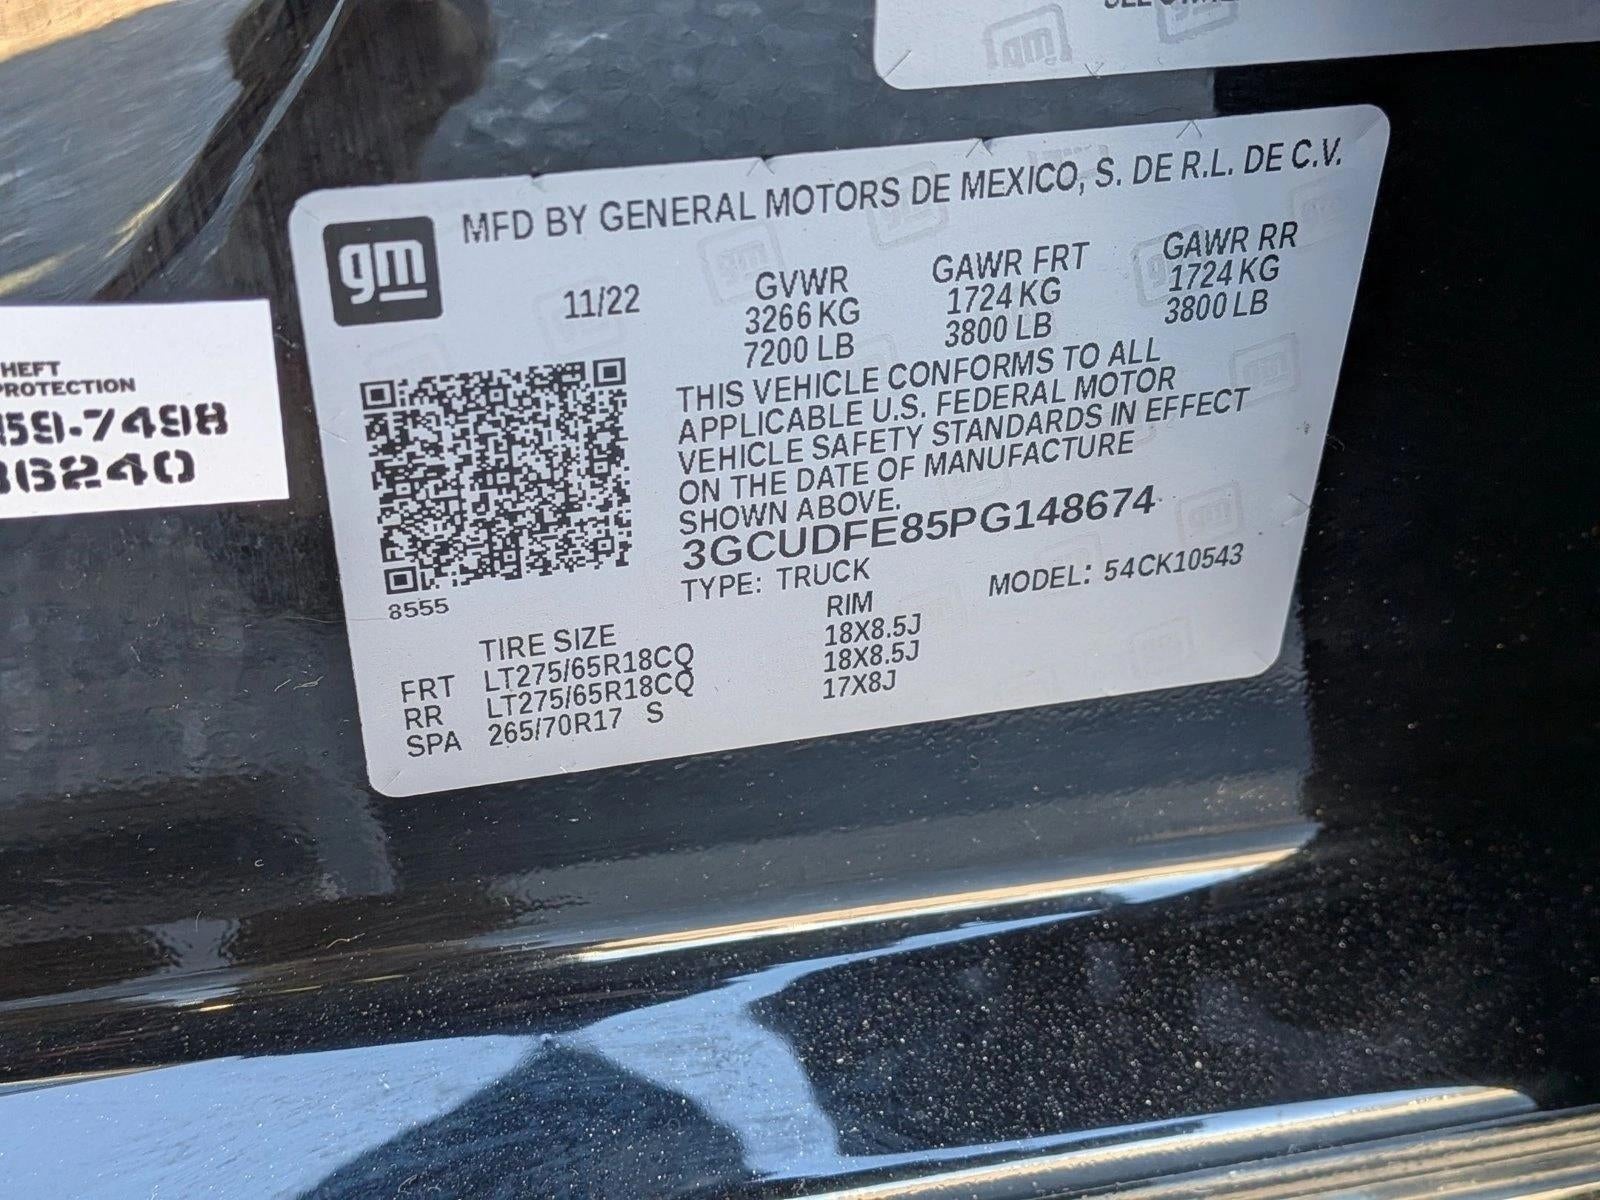 gm
MFD BY GENERAL MOTORS DE MEXICO, S. DE R.L. DE C.V.
11/22
GVWR
3266 KG
7200 LB
GAWR FRT
1724 KG
3800 LB
GAWR RR
1724 KG
3800 LB
THIS VEHICLE CONFORMS TO ALL
APPLICABLE U.S. FEDERAL MOTOR
VEHICLE SAFETY STANDARDS IN EFFECT
ON THE DATE OF MANUFACTURE
SHOWN ABOVE.
3GCUDFE85PG148674
TYPE: TRUCK
MODEL: 54CK10543
8555
TIRE SIZE
RIM
FRT LT275/65R18CQ 18X8.5J
RR LT275/65R18CQ 18X8.5J
SPA 265/70R17 S 17X8J
HEFT
PROTECTION
59-7498
36240